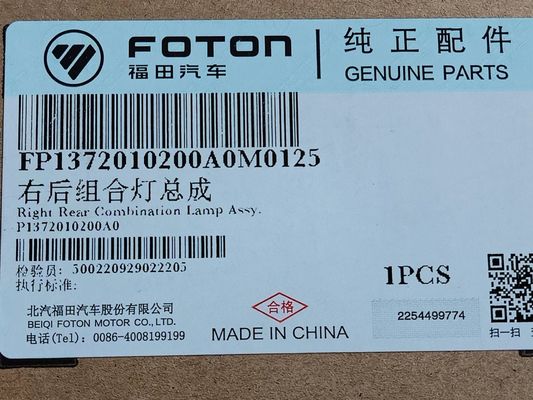 FOTON
福田汽车
纯正配件
GENUINE PARTS
FP1372010200A0M0125
右后组合灯总成
Right Rear Combination Lamp Assy.
P1372010200A0
检验员: 300220929022205
执行标准:
1PCS
北汽福田汽车股份有限公司
BEIQI FOTON MOTOR CO., LTD.
电话(Tel): 0086-4008199199
合格
MADE IN CHINA
2254499774
扫一扫